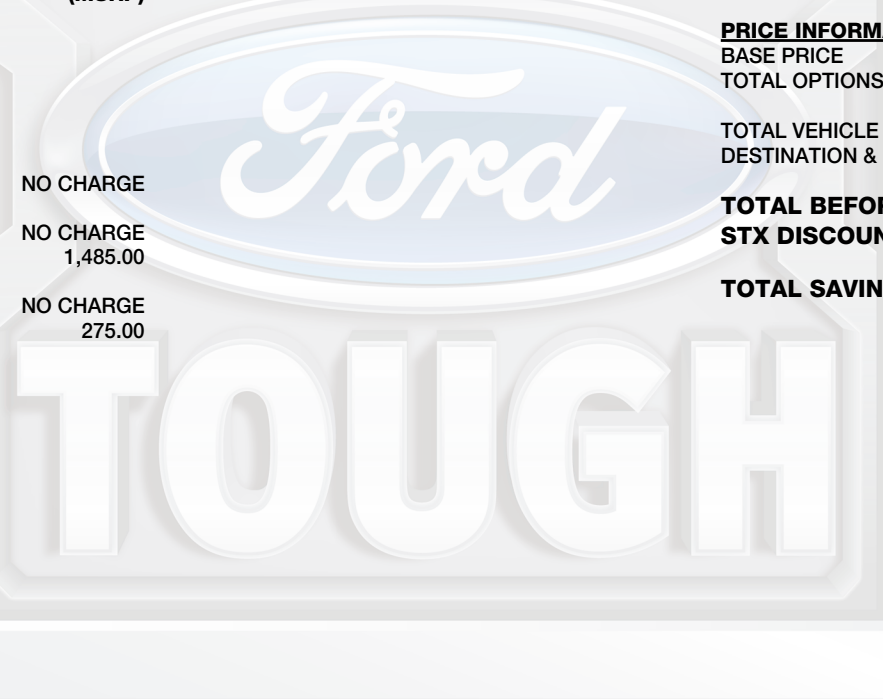 PRICE INFORM
BASE PRICE
TOTAL OPTIONS
TOTAL VEHICLE
DESTINATION &
TOTAL BEFO
STX DISCOUN
TOTAL SAVIN
NO CHARGE
NO CHARGE
1,485.00
NO CHARGE
275.00
Ford
TOUGH